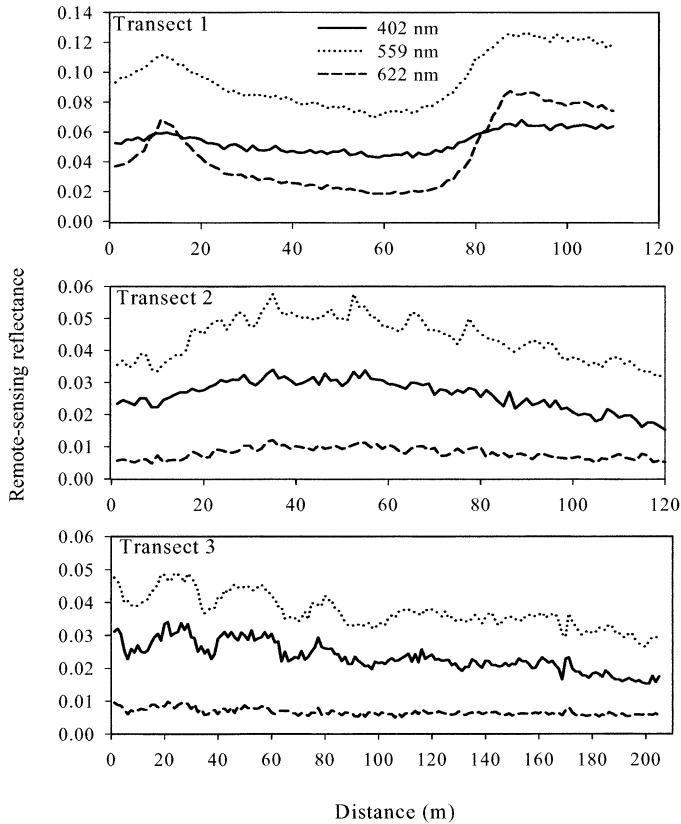 Remote-sensing reflectance
Transect 1
402 nm
559 nm
622 nm
0.14
0.12
0.10
0.08
0.06
0.04
0.02
0.00
0 20 40 60 80 100 120
Transect 2
0.06
0.05
0.04
0.03
0.02
0.01
0.00
0 20 40 60 80 100 120
Transect 3
0.06
0.05
0.04
0.03
0.02
0.01
0.00
0 20 40 60 80 100 120 140 160 180 200
Distance (m)